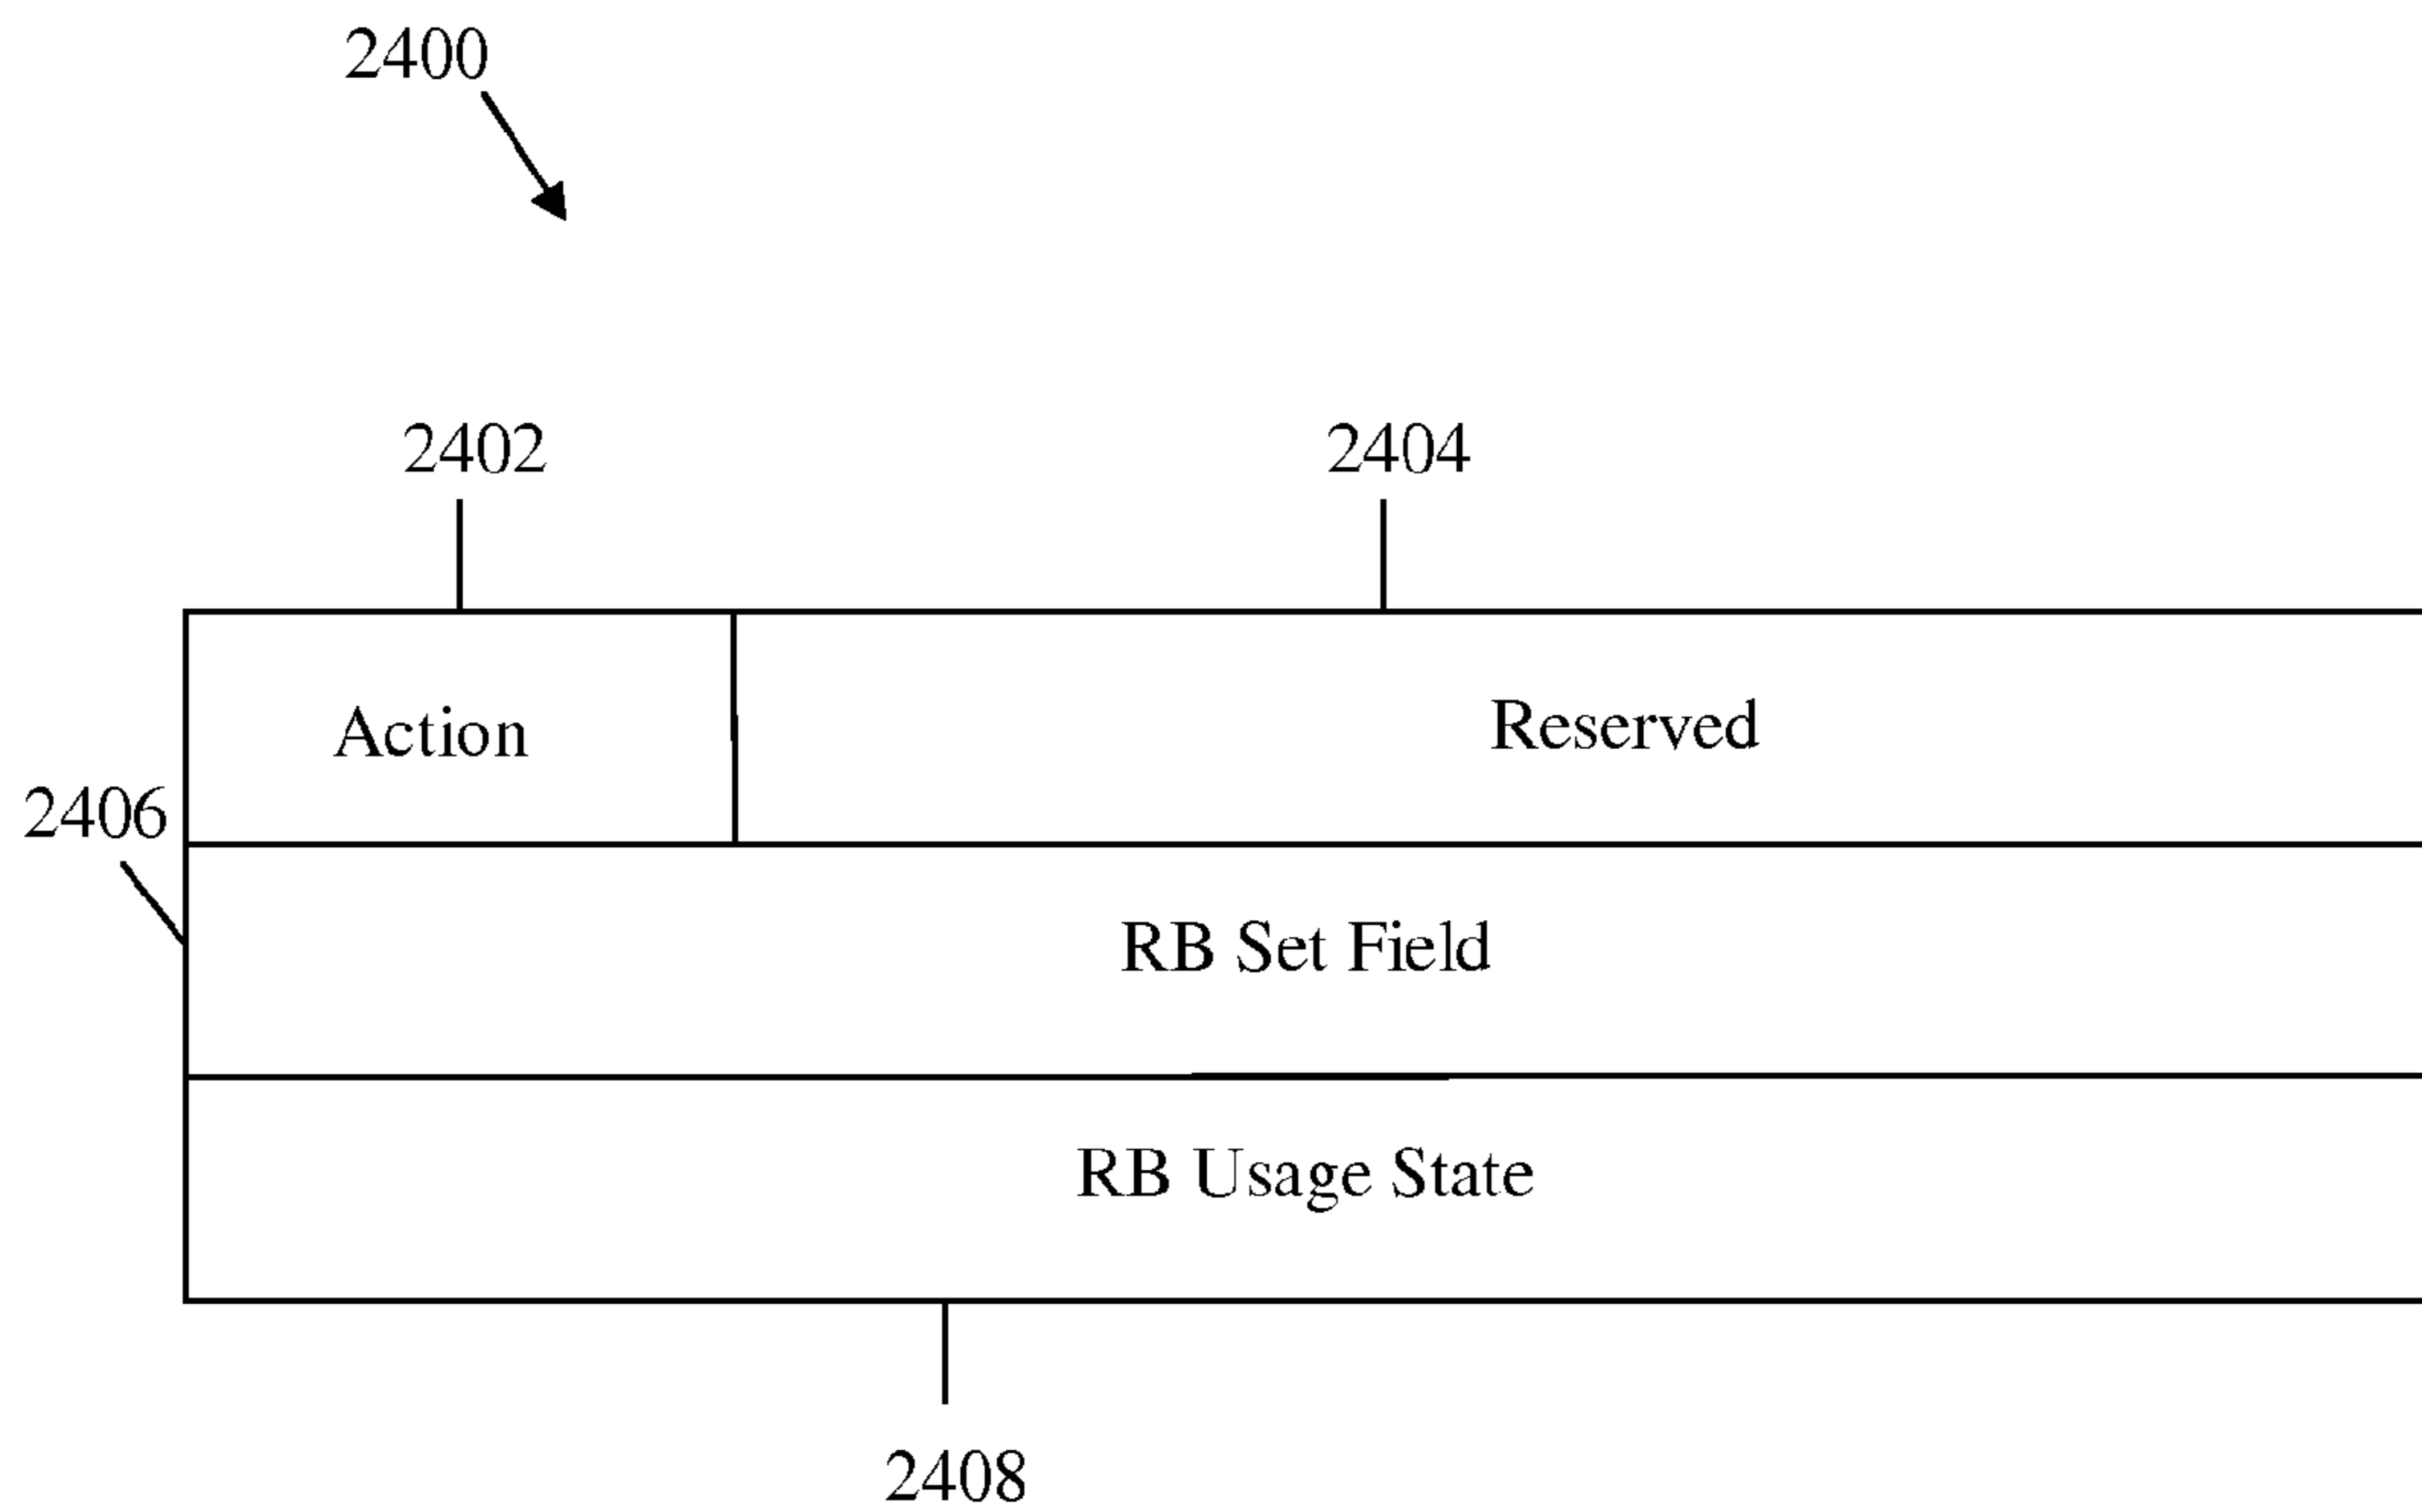 2400
2402 2404
Action Reserved
2406
RB Set Field
RB Usage State
2408